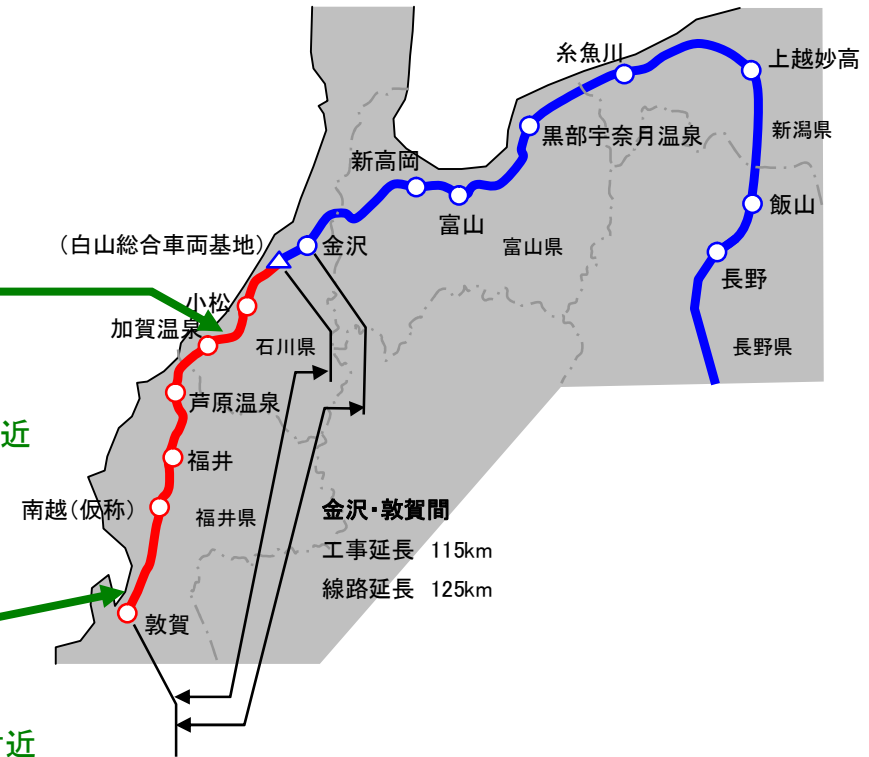 糸魚川
上越妙高
黒部宇奈月温泉
新潟県
新高岡
飯山
富山
(白山総合車両基地)
金沢
富山県
長野
小松
加賀温泉
石川県
長野県
芦原温泉
近
福井
南越(仮称)
福井県
金沢・敦賀間
工事延長 115km
線路延長 125km
敦賀
近